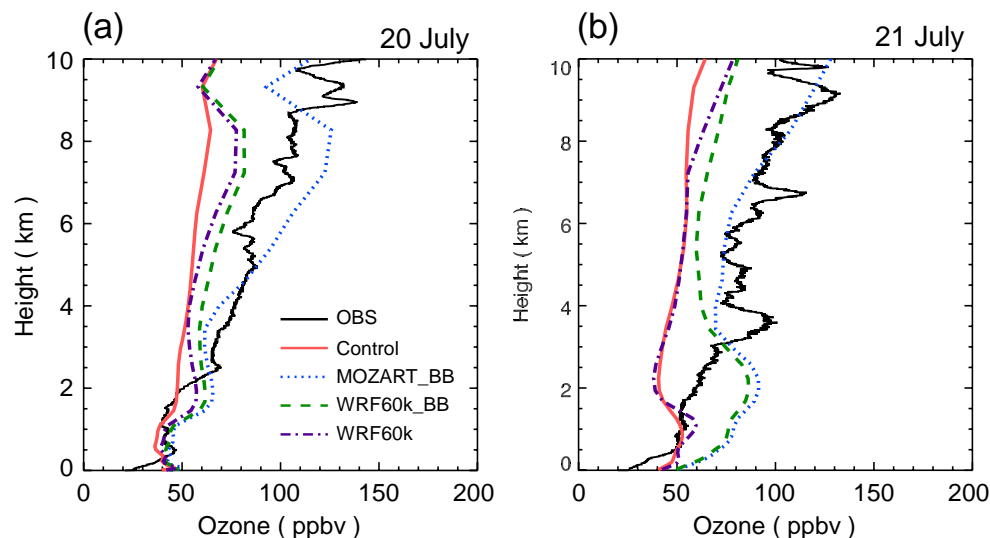 (a)
20 July
10
8
6
4
2
0
Height ( km )
OBS
Control
MOZART_BB
WRF60k_BB
WRF60k
0
50
100
150
200
Ozone ( ppbv )
(b)
21 July
10
8
6
4
2
0
Height ( km )
0
50
100
150
200
Ozone ( ppbv )